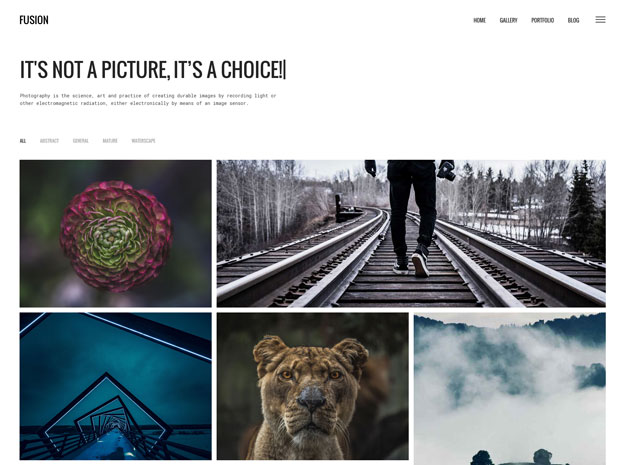 FUSION
HOME
GALLERY
PORTFOLIO
BLOG
IT'S NOT A PICTURE, IT'S A CHOICE!
Photography is the science, art and practice of creating durable images by recording light or
other electromagnetic radiation, either electronically by means of an image sensor.
ALL
ABSTRACT
GENERAL
NATURE
WATERSCAPE